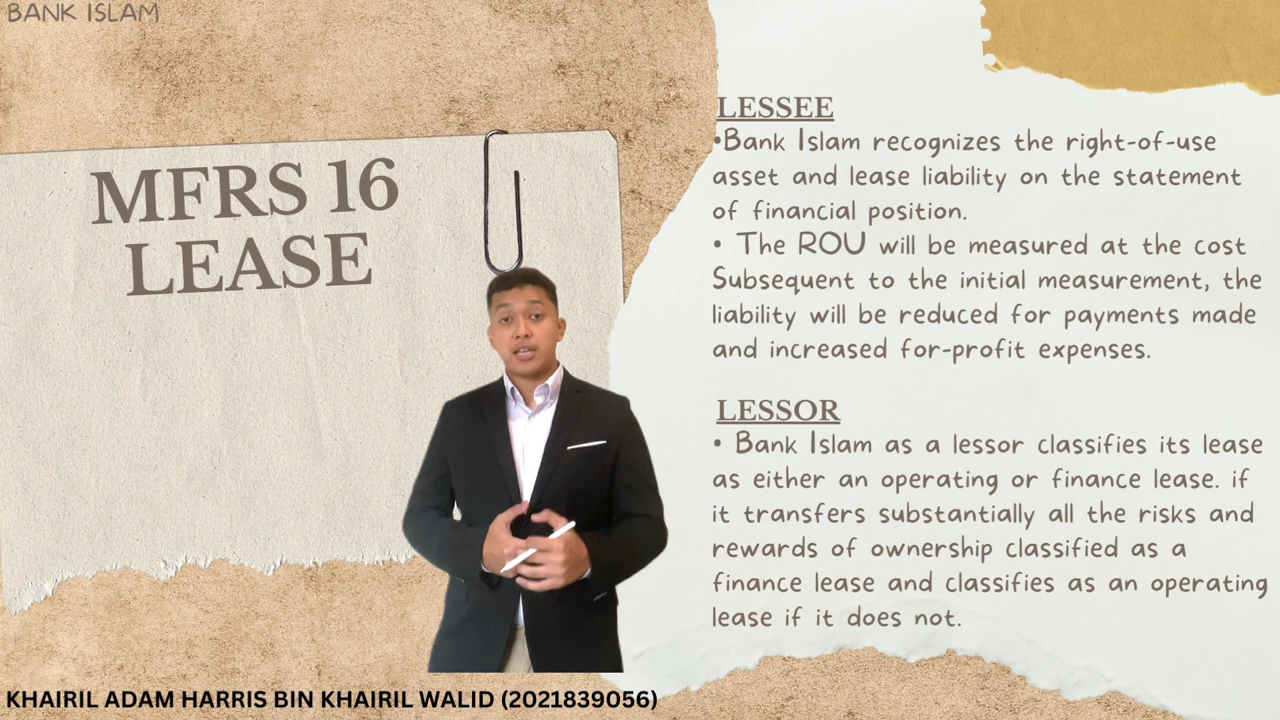 BANK ISLAM
MFRS 16
LEASE
LESSEE
•Bank Islam recognizes the right-of-use
asset and lease liability on the statement
of financial position.
• The ROU will be measured at the cost
Subsequent to the initial measurement, the
liability will be reduced for payments made
and increased for-profit expenses.
LESSOR
• Bank Islam as a lessor classifies its lease
as either an operating or finance lease. if
it transfers substantially all the risks and
rewards of ownership classified as a
finance lease and classifies as an operating
lease if it does not.
KHAIRIL ADAM HARRIS BIN KHAIRIL WALID (2021839056)